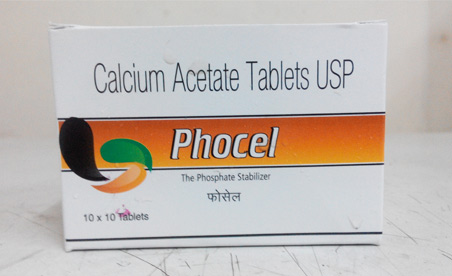 Calcium Acetate Tablets USP
Phocel
The Phosphate Stabilizer
फोसेल
10 x 10 Tablets